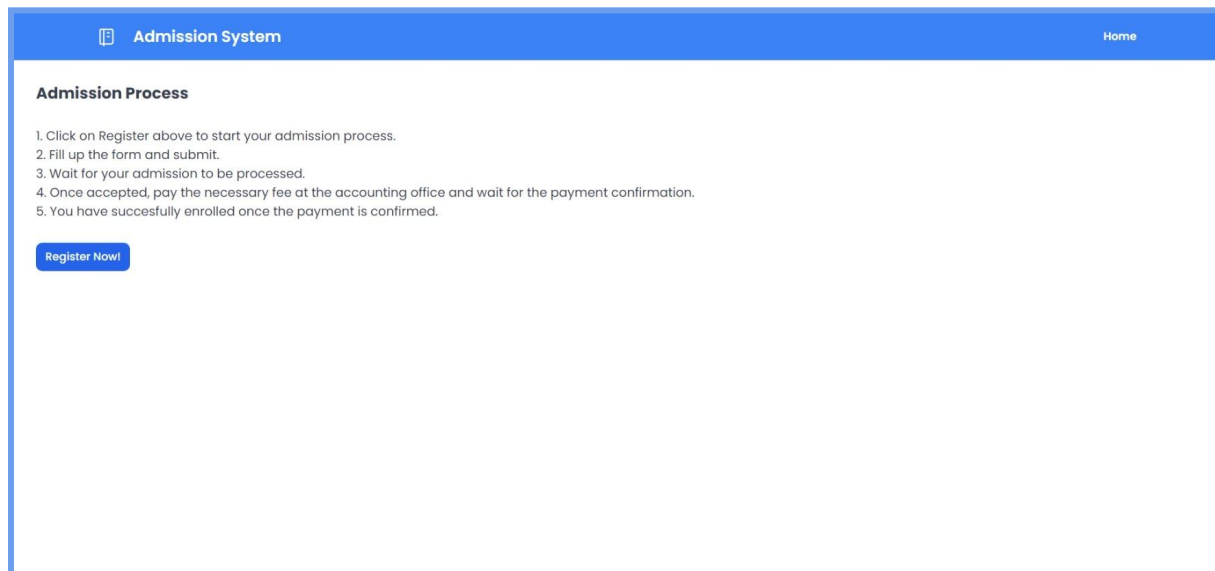 Admission System
Home
Admission Process
1. Click on Register above to start your admission process.
2. Fill up the form and submit.
3. Wait for your admission to be processed.
4. Once accepted, pay the necessary fee at the accounting office and wait for the payment confirmation.
5. You have succesfully enrolled once the payment is confirmed.
Register Now!